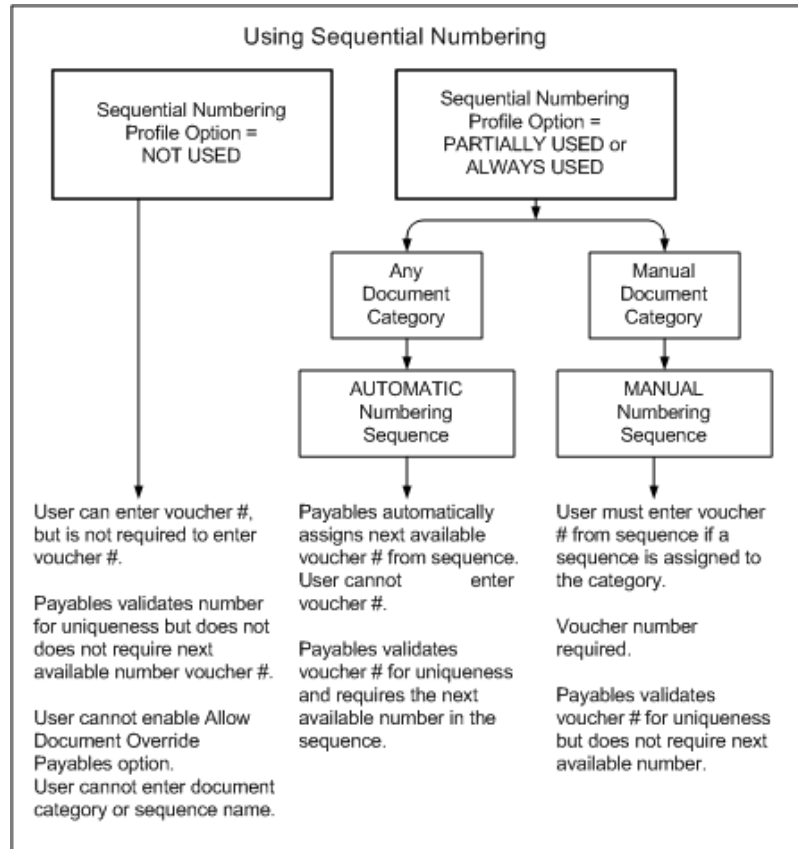 Using Sequential Numbering
Sequential Numbering
Profile Option =
NOT USED
Sequential Numbering
Profile Option =
PARTIALLY USED or
ALWAYS USED
Any
Document
Category
Manual
Document
Category
AUTOMATIC
Numbering
Sequence
MANUAL
Numbering
Sequence
User can enter voucher #,
but is not required to enter
voucher #.
Payables validates number
for uniqueness but does not
does not require next
available number voucher #.
User cannot enable Allow
Document Override
Payables option.
User cannot enter document
category or sequence name.
Payables automatically
assigns next available
voucher # from sequence.
User cannot enter
voucher #.
Payables validates
voucher # for uniqueness
and requires the next
available number in the
sequence.
User must enter voucher
# from sequence if a
sequence is assigned to
the category.
Voucher number
required.
Payables validates
voucher # for uniqueness
but does not require next
available number.